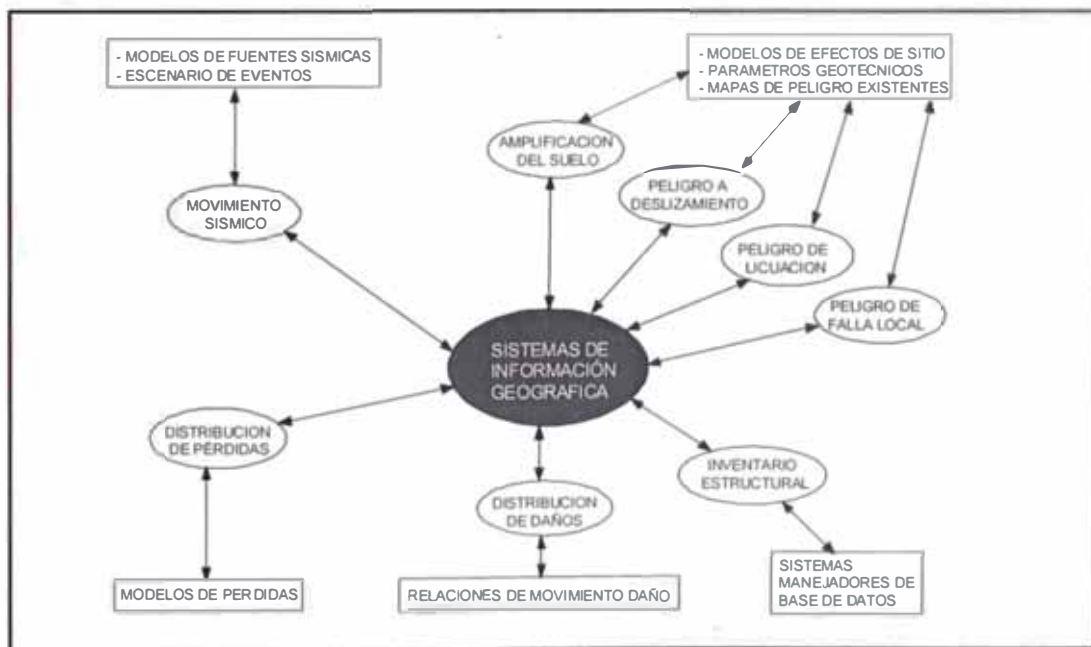 - MODELOS DE FUENTES SISMICAS
- ESCENARIO DE EVENTOS
- MODELOS DE EFECTOS DE SITIO
- PARAMETROS GEOTECNICOS
- MAPAS DE PELIGRO EXISTENTES
AMPLIFICACION
DEL SUELO
PELIGRO A
DESLIZAMIENTO
MOVIMIENTO
SISMICO
PELIGRO DE
LICUACION
PELIGRO DE
FALLA LOCAL
SISTEMAS DE
INFORMACIÓN
GEOGRAFICA
DISTRIBUCION
DE PÉRDIDAS
INVENTARIO
ESTRUCTURAL
DISTRIBUCION
DE DAÑOS
MODELOS DE PERDIDAS
RELACIONES DE MOVIMIENTO DAÑO
SISTEMAS
MANEJADORES DE
BASE DE DATOS